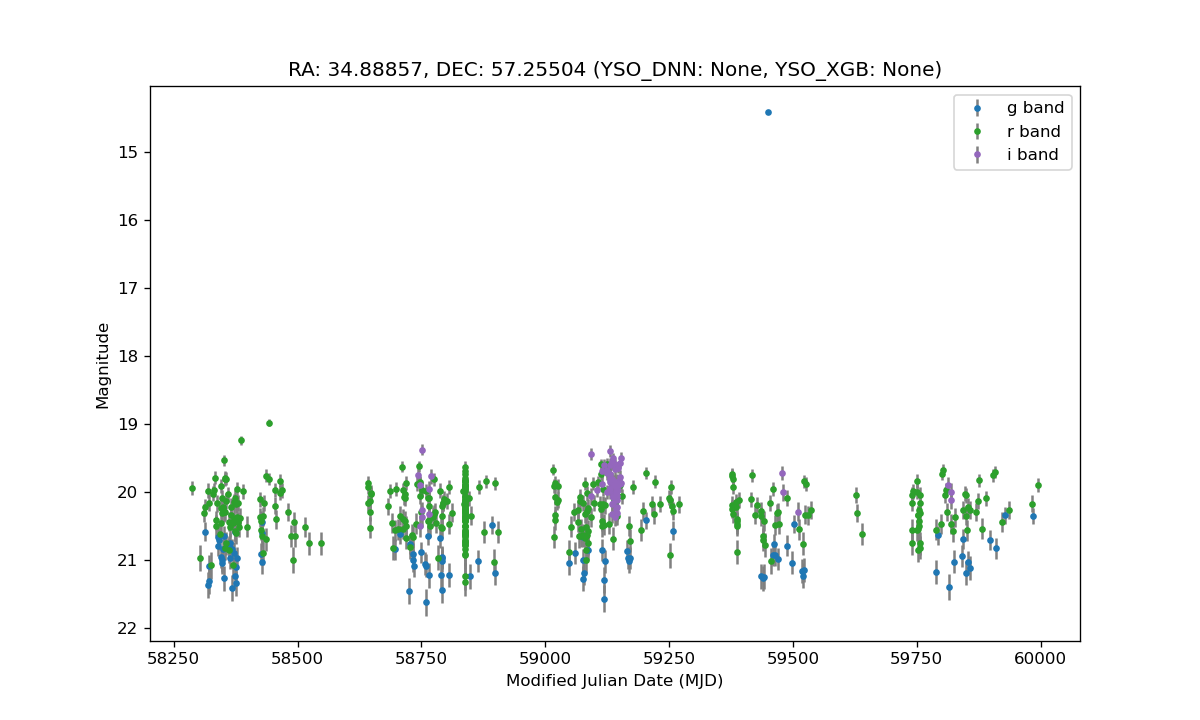 RA: 34.88857, DEC: 57.25504 (YSO_DNN: None, YSO_XGB: None)
g band
r band
i band
15
16
17
18
19
20
21
22
Magnitude
58250
58500
58750
59000
59250
59500
59750
60000
Modified Julian Date (MJD)